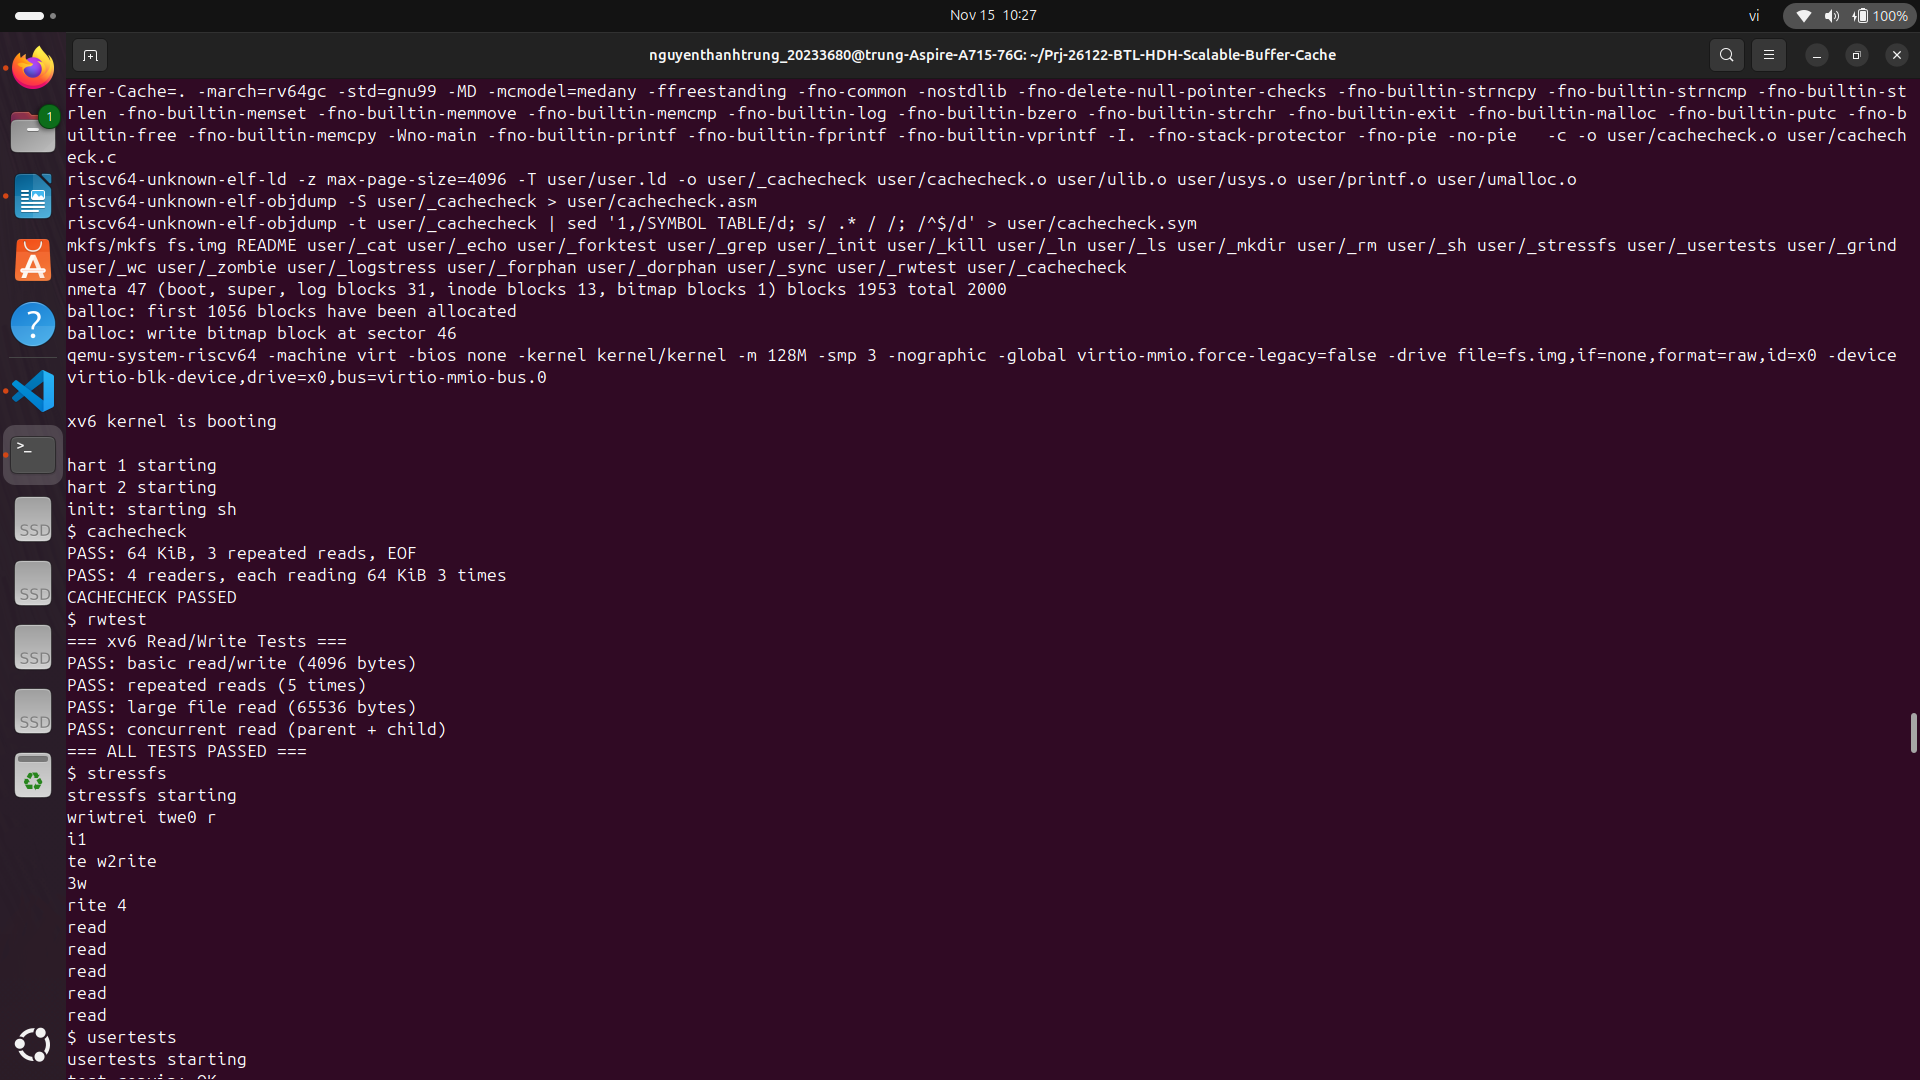 Nov 15 10:27
vi
100%
nguyenthanhtrung_20233680@trung-Aspire-A715-76G: ~/Prj-26122-BTL-HDH-Scalable-Buffer-Cache
1
ffer-Cache=. -march=rv64gc -std=gnu99 -MD -mcmodel=medany -ffreestanding -fno-common -nostdlib -fno-delete-null-pointer-checks -fno-builtin-strncpy -fno-builtin-strncmp -fno-builtin-st
rlen -fno-builtin-memset -fno-builtin-memmove -fno-builtin-memcmp -fno-builtin-log -fno-builtin-bzero -fno-builtin-strchr -fno-builtin-exit -fno-builtin-malloc -fno-builtin-putc -fno-b
uiltin-free -fno-builtin-memcpy -Wno-main -fno-builtin-printf -fno-builtin-fprintf -fno-builtin-vprintf -I. -fno-stack-protector -fno-pie -no-pie   -c -o user/cachecheck.o user/cachech
eck.c
riscv64-unknown-elf-ld -z max-page-size=4096 -T user/user.ld -o user/_cachecheck user/cachecheck.o user/ulib.o user/usys.o user/printf.o user/umalloc.o
riscv64-unknown-elf-objdump -S user/_cachecheck > user/cachecheck.asm
riscv64-unknown-elf-objdump -t user/_cachecheck | sed '1,/SYMBOL TABLE/d; s/ .* / /; /^$/d' > user/cachecheck.sym
mkfs/mkfs fs.img README user/_cat user/_echo user/_forktest user/_grep user/_init user/_kill user/_ln user/_ls user/_mkdir user/_rm user/_sh user/_stressfs user/_usertests user/_grind
user/_wc user/_zombie user/_logstress user/_forphan user/_dorphan user/_sync user/_rwtest user/_cachecheck
nmeta 47 (boot, super, log blocks 31, inode blocks 13, bitmap blocks 1) blocks 1953 total 2000
balloc: first 1056 blocks have been allocated
balloc: write bitmap block at sector 46
qemu-system-riscv64 -machine virt -bios none -kernel kernel/kernel -m 128M -smp 3 -nographic -global virtio-mmio.force-legacy=false -drive file=fs.img,if=none,format=raw,id=x0 -device
virtio-blk-device,drive=x0,bus=virtio-mmio-bus.0
xv6 kernel is booting
hart 1 starting
hart 2 starting
init: starting sh
$ cachecheck
PASS: 64 KiB, 3 repeated reads, EOF
PASS: 4 readers, each reading 64 KiB 3 times
CACHECHECK PASSED
$ rwtest
=== xv6 Read/Write Tests ===
PASS: basic read/write (4096 bytes)
PASS: repeated reads (5 times)
PASS: large file read (65536 bytes)
PASS: concurrent read (parent + child)
=== ALL TESTS PASSED ===
$ stressfs
stressfs starting
wriwtrei twe0 r
i1
te w2rite
3w
rite 4
read
read
read
read
read
$ usertests
usertests starting
SSD
SSD
SSD
SSD